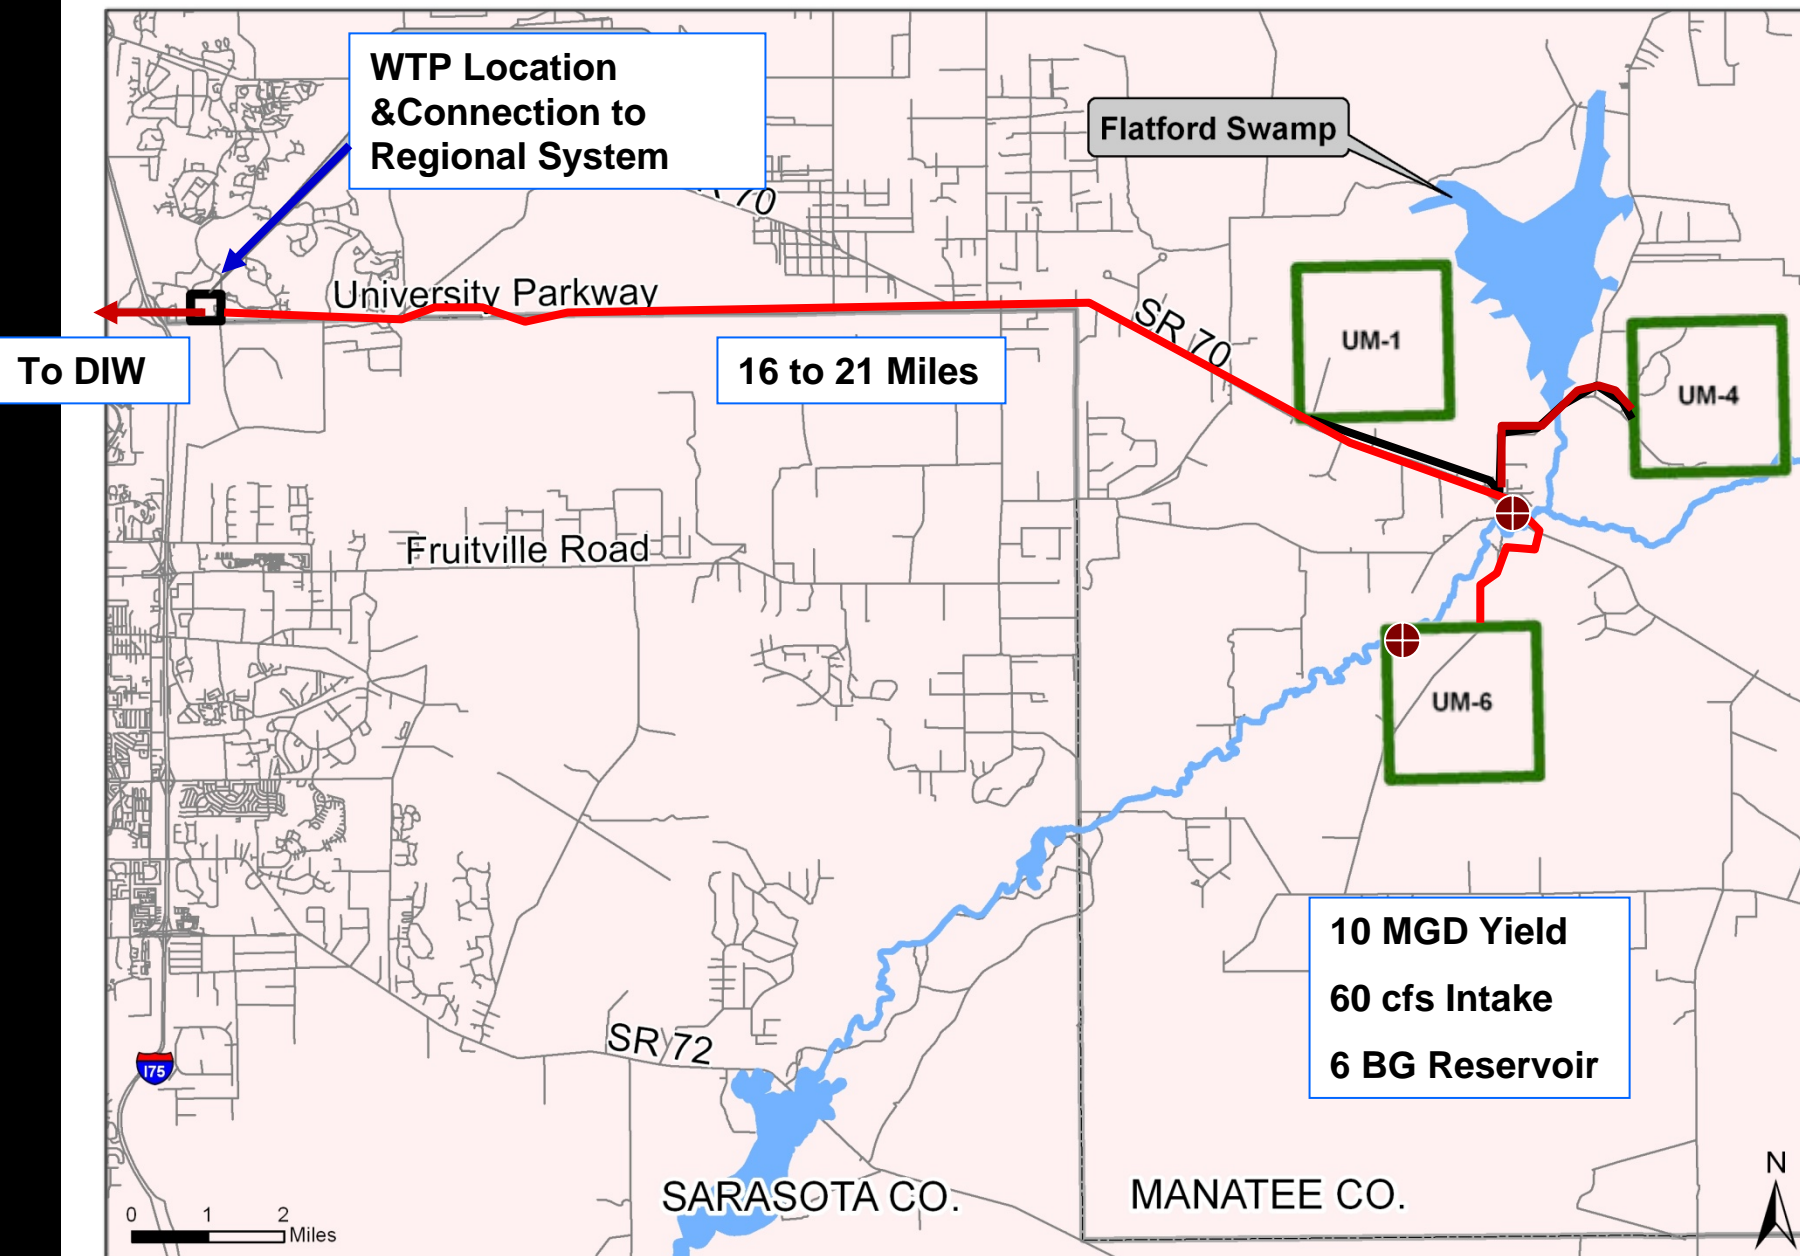 WTP Location
&Connection to
Regional System
Flatford Swamp
70
University Parkway
SR 70
UM-1
UM-4
To DIW
16 to 21 Miles
Fruitville Road
UM-6
10 MGD Yield
60 cfs Intake
6 BG Reservoir
SR 72
I75
SARASOTA CO.
MANATEE CO.
N
0 1 2
Miles